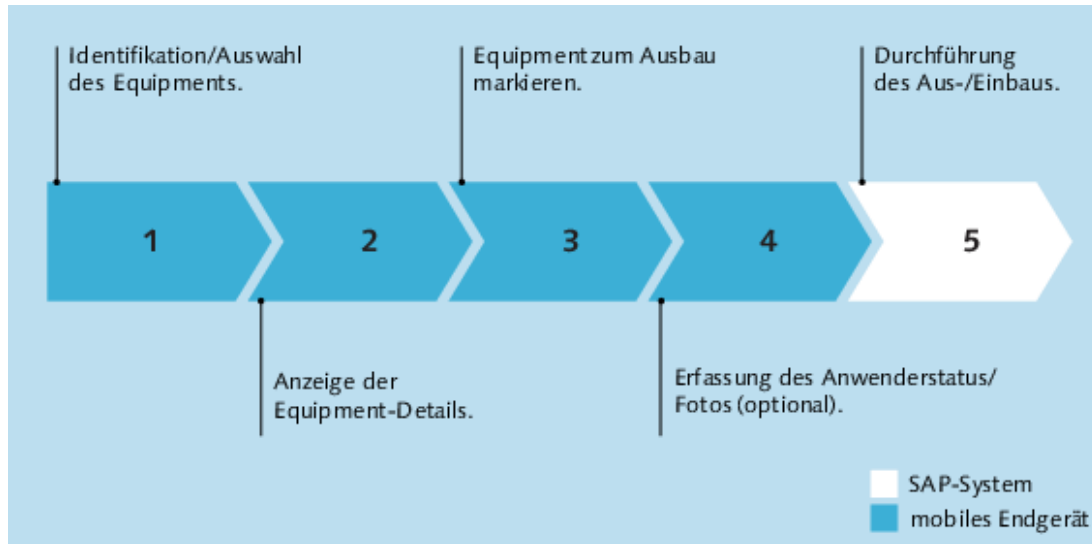 Identifikation/Auswahl
des Equipments.
Equipment zum Ausbau
markieren.
Durchführung
des Aus-/Einbaus.
1
2
3
4
5
Anzeige der
Equipment-Details.
Erfassung des Anwenderstatus/
Fotos (optional).
SAP-System
mobiles Endgerät